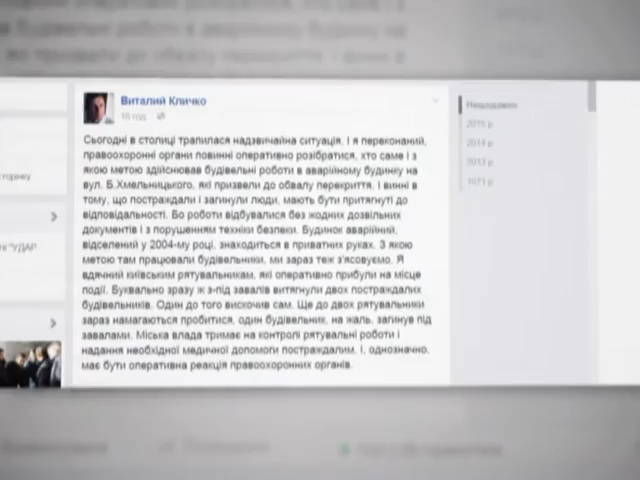 Виталий Кличко
16 год.
Сьогодні в столиці трапилася надзвичайна ситуація. І я переконаний,
правоохоронні органи повинні оперативно розібратися, хто саме і з
якою метою здійснював будівельні роботи в аварійному будинку на
вул. Б.Хмельницького, які призвели до обвалу перекриття. І винні в
тому, що постраждали і загинули люди, мають бути притягнуті до
відповідальності. Бо роботи відбувалися без жодних дозвільних
документів і з порушенням техніки безпеки. Будинок аварійний,
відселений у 2004-му році, знаходиться в приватних руках. З якою
метою там працювали будівельники, ми зараз теж з'ясовуємо. Я
вдячний київським рятувальникам, які оперативно прибули на місце
події. Буквально зразу ж з-під завалів витягнули двох постраждалих
будівельників. Один до того вискочив сам. Ще до двох рятувальники
зараз намагаються пробитися, один будівельник, на жаль, загинув під
завалами. Міська влада тримає на контролі рятувальні роботи і
надання необхідної медичної допомоги постраждалим. І, однозначно,
має бути оперативна реакція правоохоронних органів.
Нещодавно
2015 р
2014 р
2013 р
1971 р
сторінку
"УДАР